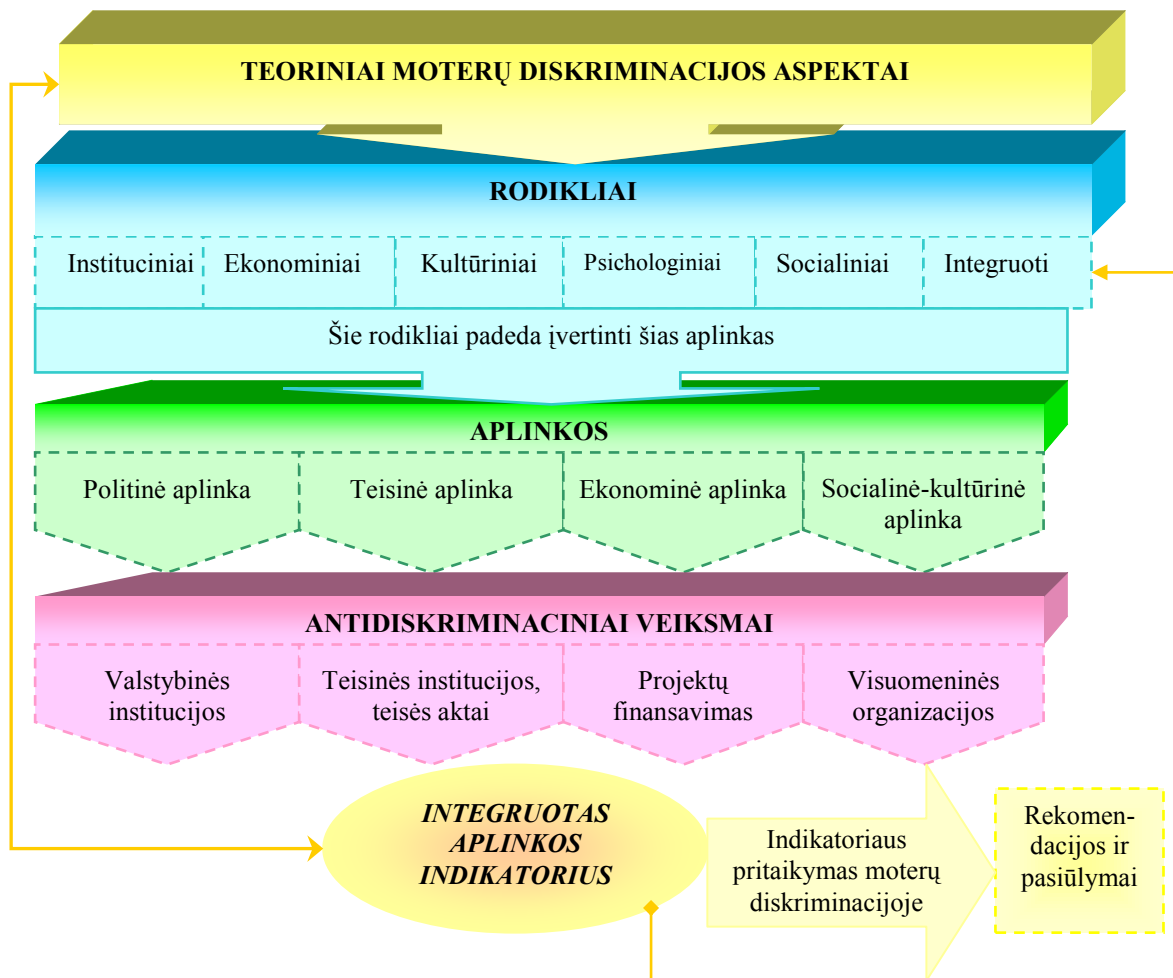 TEORINIAI MOTERŲ DISKRIMINACIJOS ASPEKTAI
RODIKLIAI
Instituciniai
Ekonominiai
Kultūriniai
Psichologiniai
Socialiniai
Integruoti
Šie rodikliai padeda įvertinti šias aplinkas
APLINKOS
Politinė aplinka
Teisinė aplinka
Ekonominė aplinka
Socialinė-kultūrinė
aplinka
ANTIDISKRIMINACINIAI VEIKSMAI
Valstybinės
institucijos
Teisinės institucijos,
teisės aktai
Projektų
finansavimas
Visuomeninės
organizacijos
INTEGRUOTAS
APLINKOS
INDIKATORIUS
Indikatoriaus
pritaikymas moterų
diskriminacijoje
Rekomen-
dacijos ir
pasiūlymai